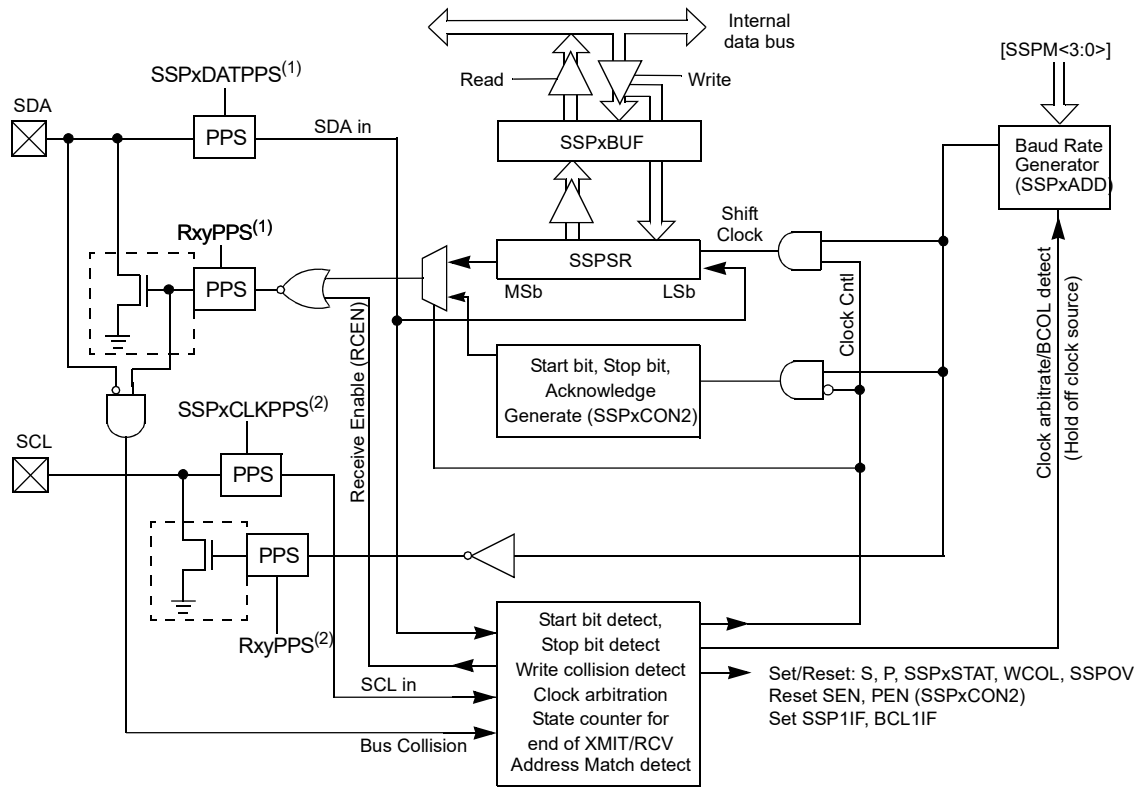 Internal
data bus
[SSPM<3:0>]
SSPxDATPPS(1)
Read
Write
SDA
PPS
SDA in
SSPxBUF
Baud Rate
Generator
(SSPxADD)
RxyPPS(1)
Shift
Clock
PPS
SSPSR
MSb
LSb
Receive Enable (RCEN)
Clock Cntl
Clock arbitrate/BCOL detect
(Hold off clock source)
Start bit, Stop bit,
Acknowledge
Generate (SSPxCON2)
SSPxCLKPPS(2)
SCL
PPS
PPS
RxyPPS(2)
SCL in
Bus Collision
Start bit detect,
Stop bit detect
Write collision detect
Clock arbitration
State counter for
end of XMIT/RCV
Address Match detect
Set/Reset: S, P, SSPxSTAT, WCOL, SSPOV
Reset SEN, PEN (SSPxCON2)
Set SSP1IF, BCL1IF